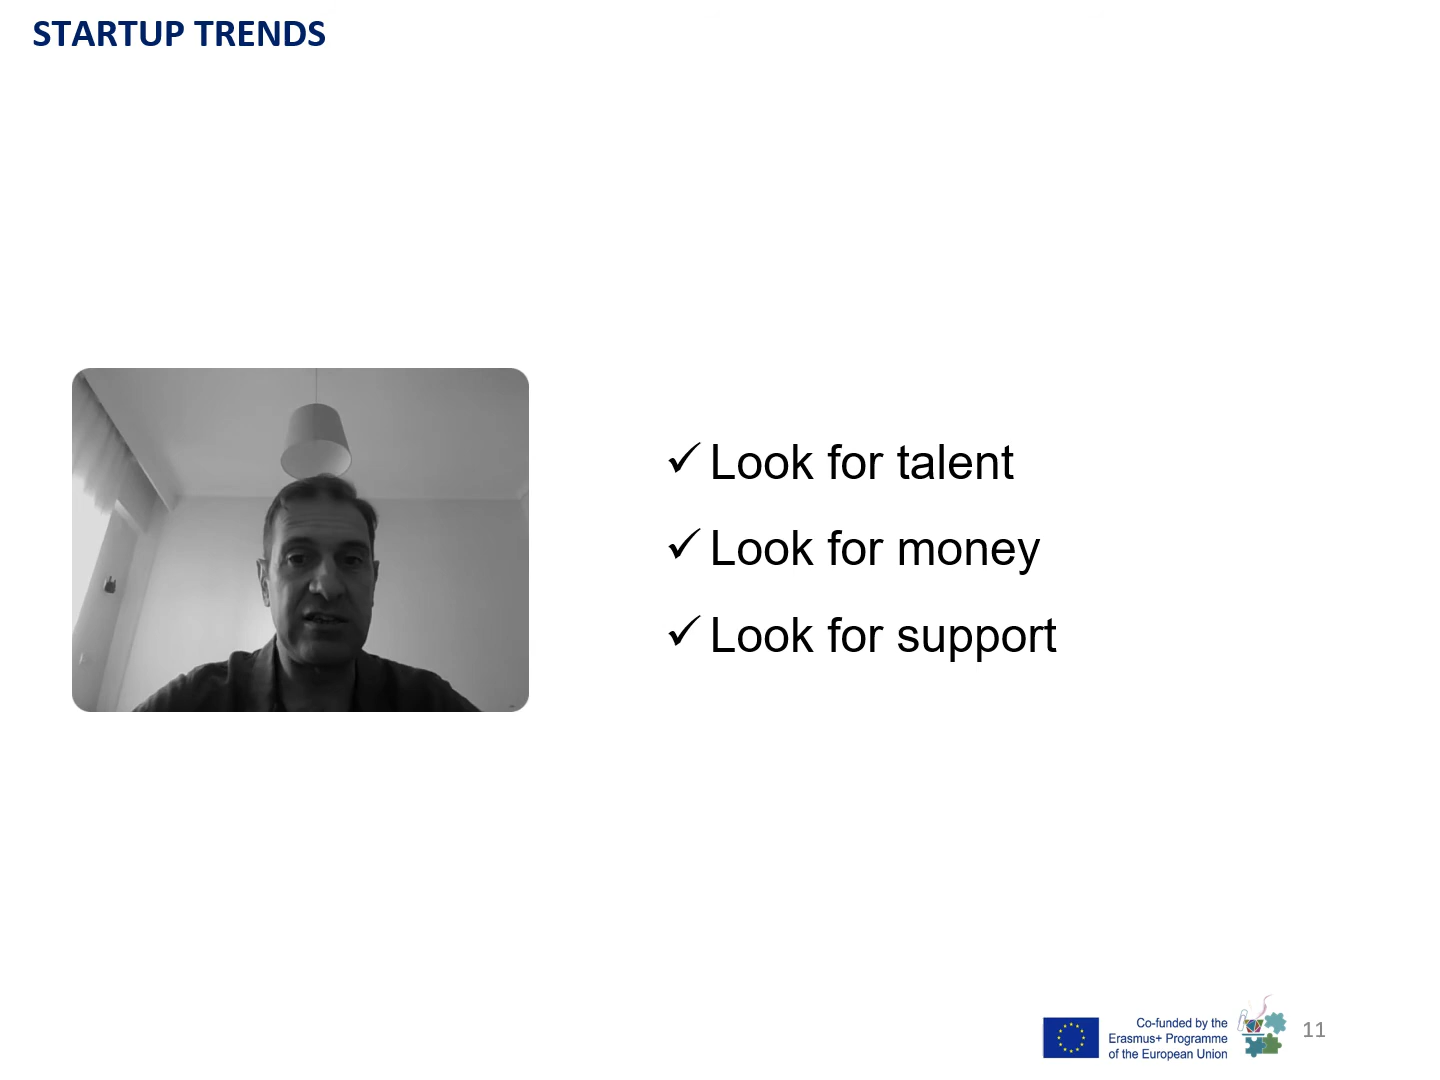 STARTUP TRENDS
✓ Look for talent
✓ Look for money
✓ Look for support
Co-funded by the
Erasmus+ Programme
of the European Union
11